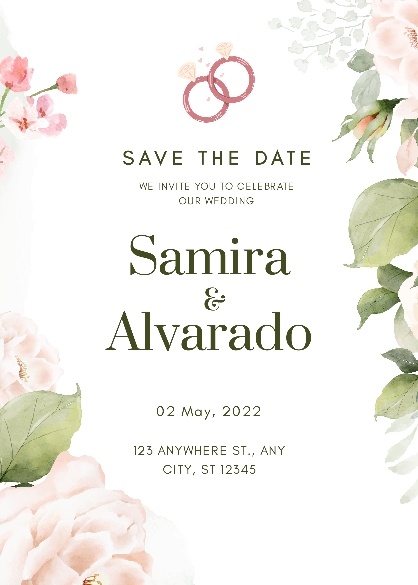 SAVE THE DATE
WE INVITE YOU TO CELEBRATE
OUR WEDDING
Samira
&
Alvarado
02 May, 2022
123 ANYWHERE ST., ANY
CITY, ST 12345